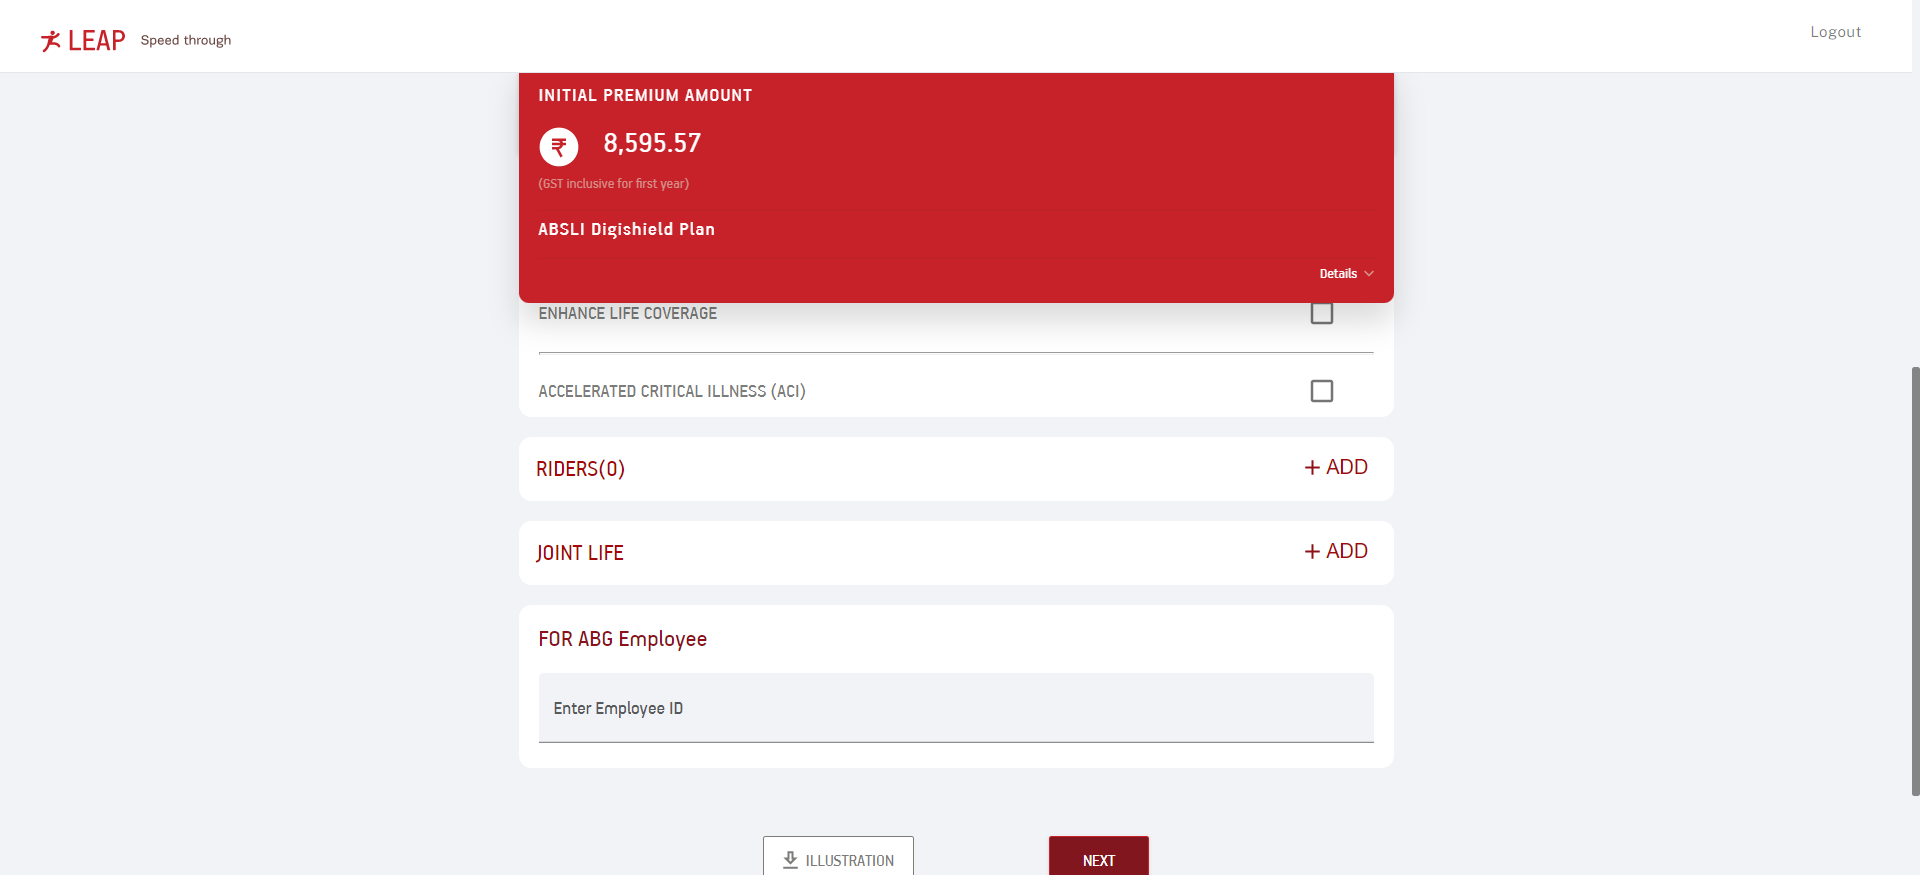 LEAP Speed through
Logout
INITIAL PREMIUM AMOUNT
₹ 8,595.57
(GST inclusive for first year)
ABSLI Digishield Plan
Details
ENHANCE LIFE COVERAGE
ACCELERATED CRITICAL ILLNESS (ACI)
RIDERS(0)
+ ADD
JOINT LIFE
+ ADD
FOR ABG Employee
Enter Employee ID
ILLUSTRATION
NEXT